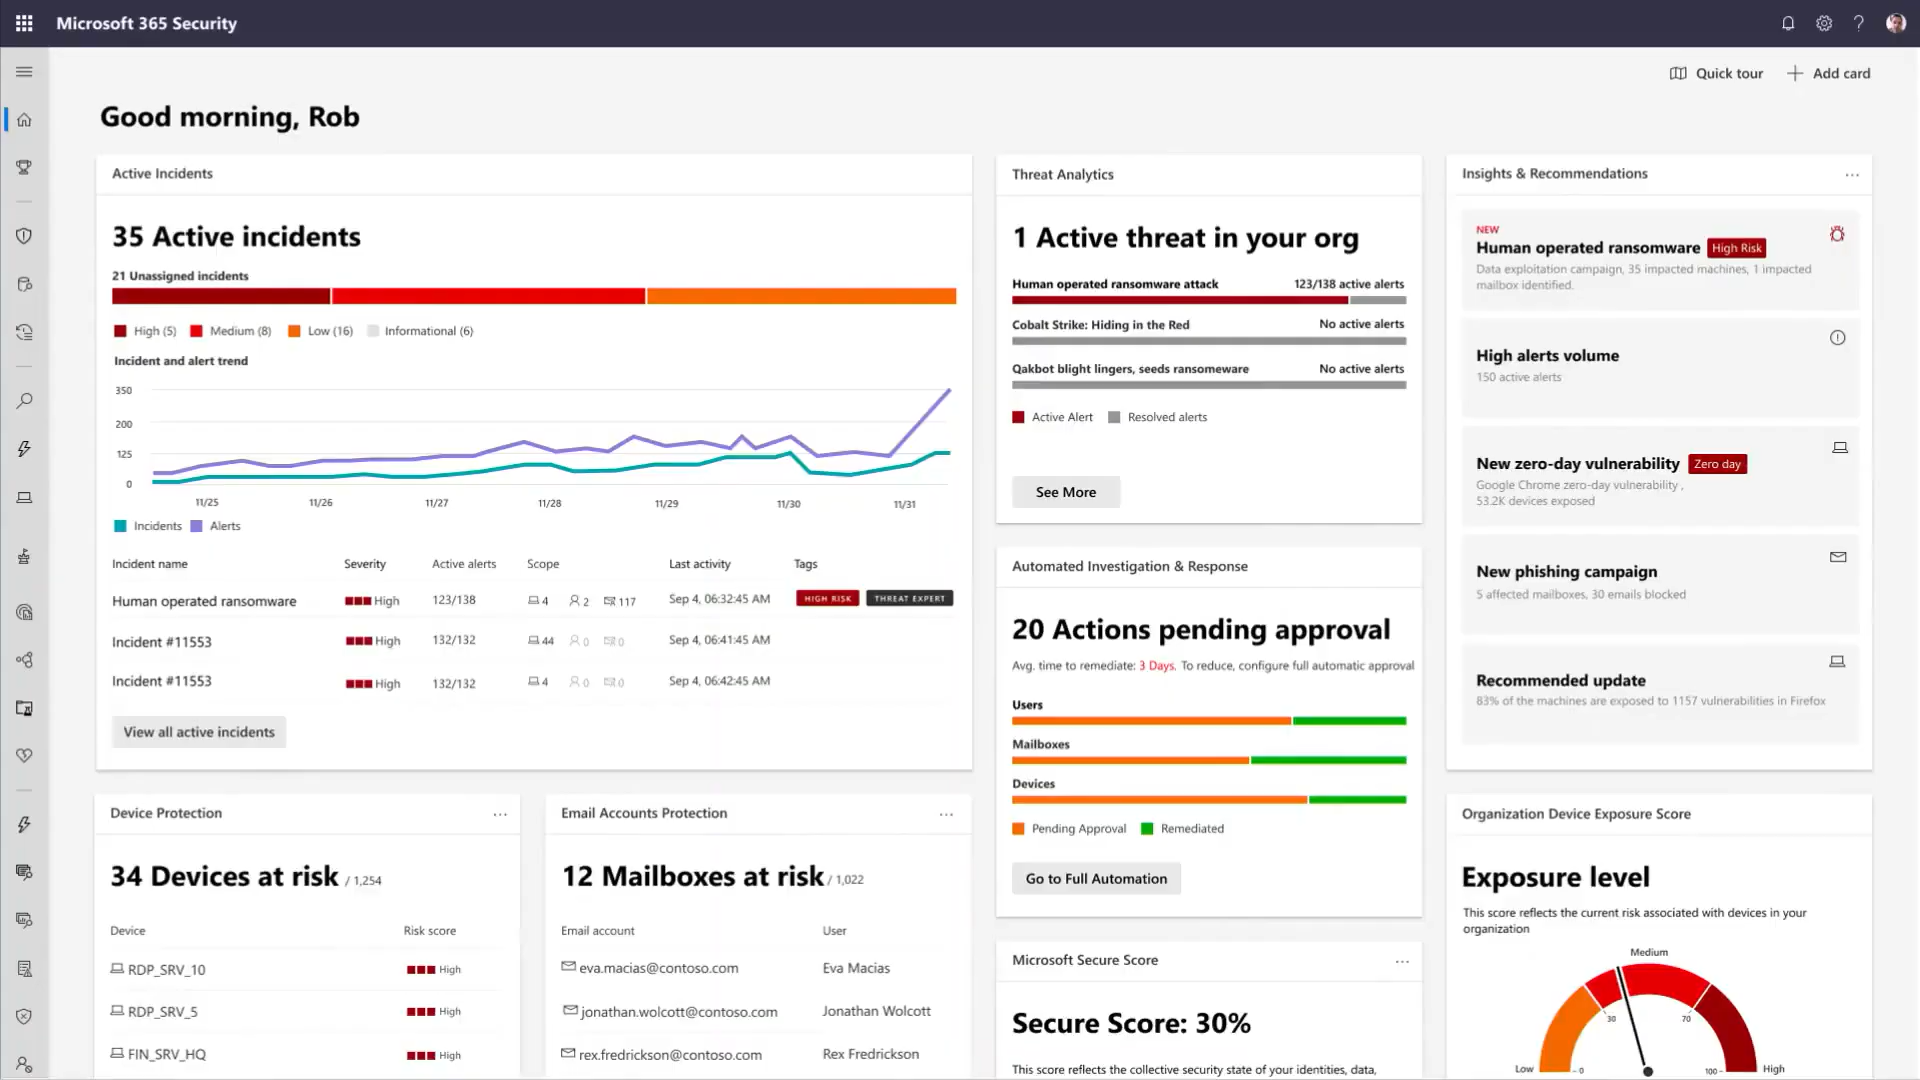 Microsoft 365 Security
Quick tour
Add card
Good morning, Rob
Active Incidents
35 Active incidents
21 Unassigned incidents
High (5) Medium (8) Low (16) Informational (6)
Incident and alert trend
350
200
125
0
11/25 11/26 11/27 11/28 11/29 11/30 11/31
Incidents Alerts
Incident name Severity Active alerts Scope Last activity Tags
Human operated ransomware High 123/138 4 2 117 Sep 4, 06:32:45 AM HIGH RISK THREAT EXPERT
Incident #11553 High 132/132 44 0 0 Sep 4, 06:41:45 AM
Incident #11553 High 132/132 4 0 0 Sep 4, 06:42:45 AM
View all active incidents
Threat Analytics
1 Active threat in your org
Human operated ransomware attack 123/138 active alerts
Cobalt Strike: Hiding in the Red No active alerts
Qakbot blight lingers, seeds ransomeware No active alerts
Active Alert Resolved alerts
See More
Insights & Recommendations
NEW
Human operated ransomware High Risk
Data exploitation campaign, 35 impacted machines, 1 impacted
mailbox identified.
High alerts volume
150 active alerts
New zero-day vulnerability Zero day
Google Chrome zero-day vulnerability ,
53.2K devices exposed
New phishing campaign
5 affected mailboxes, 30 emails blocked
Recommended update
83% of the machines are exposed to 1157 vulnerabilities in Firefox
Automated Investigation & Response
20 Actions pending approval
Avg. time to remediate: 3 Days. To reduce, configure full automatic approval
Users
Mailboxes
Devices
Pending Approval Remediated
Go to Full Automation
Device Protection
34 Devices at risk / 1,254
Device Risk score
RDP_SRV_10 High
RDP_SRV_5 High
FIN_SRV_HQ High
Email Accounts Protection
12 Mailboxes at risk / 1,022
Email account User
eva.macias@contoso.com Eva Macias
jonathan.wolcott@contoso.com Jonathan Wolcott
rex.fredrickson@contoso.com Rex Fredrickson
Microsoft Secure Score
Secure Score: 30%
This score reflects the collective security state of your identities, data,
Organization Device Exposure Score
Exposure level
This score reflects the current risk associated with devices in your
organization
Medium
30 70
Low 0 100 High